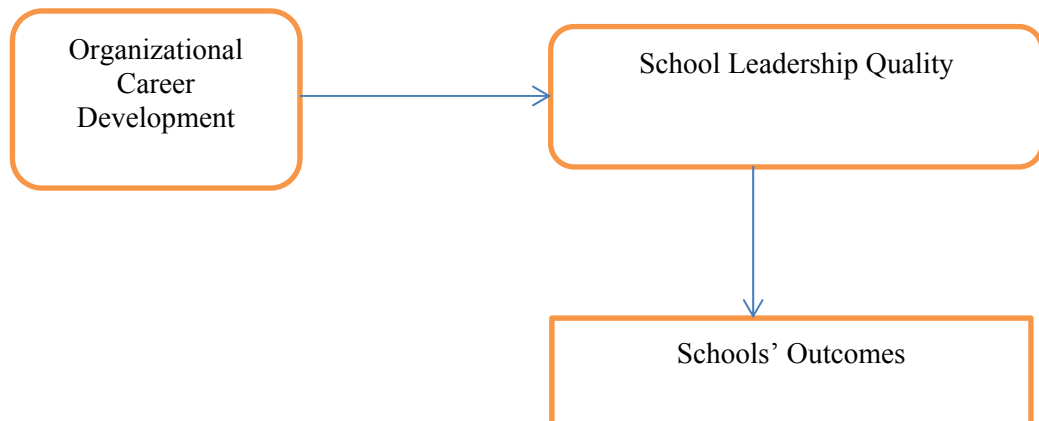 Organizational
Career
Development
School Leadership Quality
Schools’ Outcomes